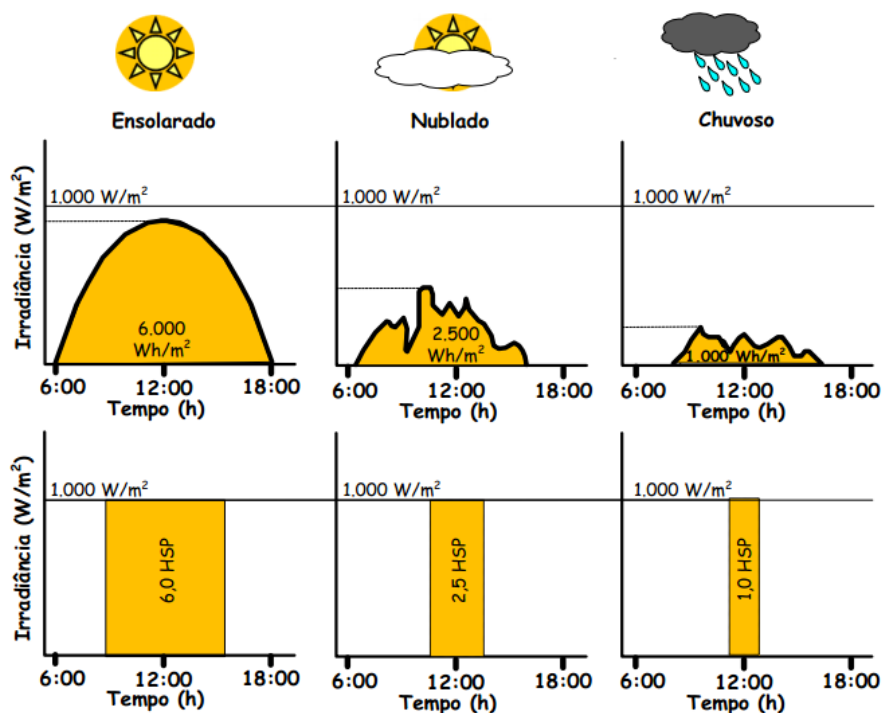 Ensolarado
Nublado
Chuvoso
Irradiância (W/m²)
1.000 W/m²
6.000
Wh/m²
6:00
12:00
18:00
Tempo (h)
1.000 W/m²
2.500
Wh/m²
6:00
12:00
18:00
Tempo (h)
1.000 W/m²
1.000 Wh/m²
6:00
12:00
18:00
Tempo (h)
Irradiância (W/m²)
1.000 W/m²
6,0 HSP
6:00
12:00
18:00
Tempo (h)
1.000 W/m²
2,5 HSP
6:00
12:00
18:00
Tempo (h)
1.000 W/m²
1,0 HSP
6:00
12:00
18:00
Tempo (h)